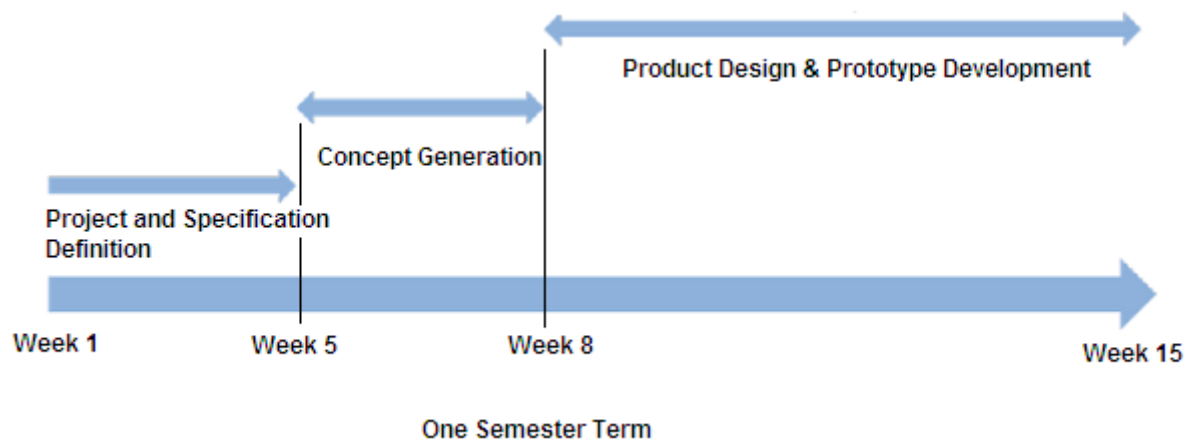 Product Design & Prototype Development
Concept Generation
Project and Specification
Definition
Week 1
Week 5
Week 8
Week 15
One Semester Term